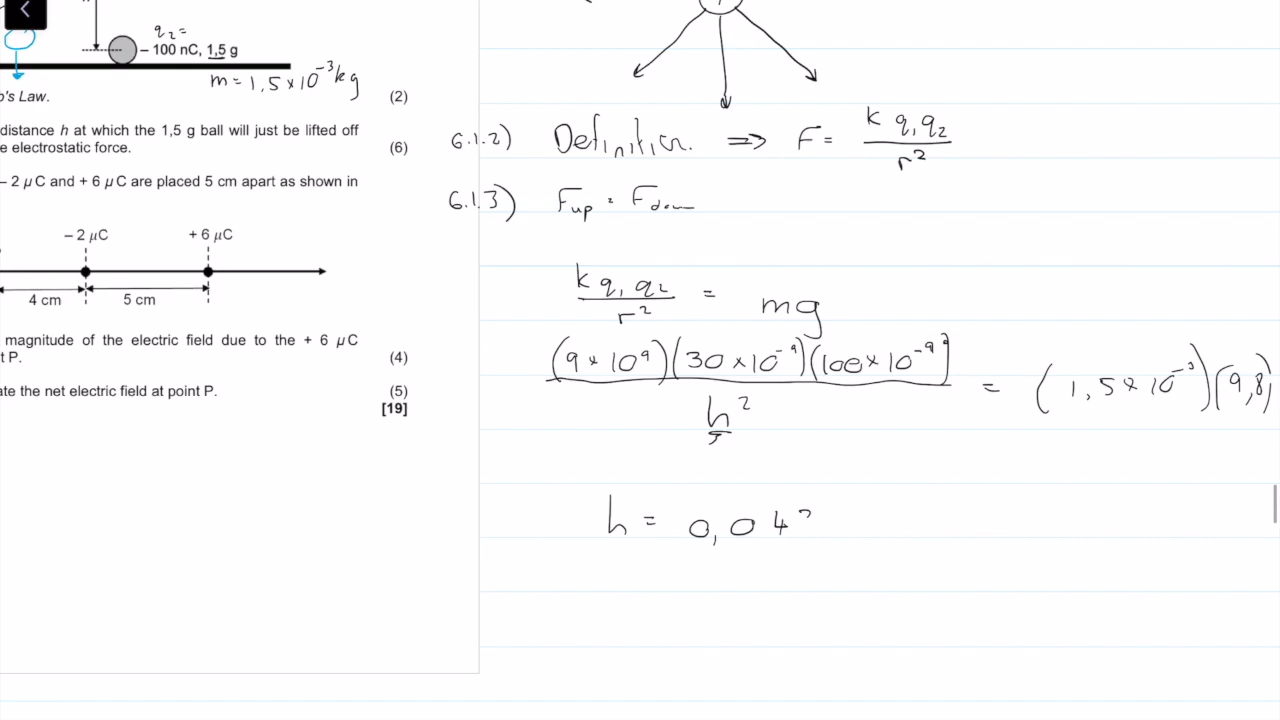 q₂ =
– 100 nC, 1,5 g
m = 1,5 × 10⁻³ kg
b's Law.
(2)
distance h at which the 1,5 g ball will just be lifted off
e electrostatic force.
(6)
– 2 µC and + 6 µC are placed 5 cm apart as shown in
– 2 µC
+ 6 µC
4 cm
5 cm
magnitude of the electric field due to the + 6 µC
t P.
(4)
ate the net electric field at point P.
(5)
[19]
6.1.2) Definition. ⇒ F = k q₁q₂ / r²
6.1.3) Fup = Fdown
k q₁ q₂ / r² = mg
(9 × 10⁹)(30 × 10⁻⁹)(100 × 10⁻⁹) / h² = (1,5 × 10⁻³)(9,8)
h = 0,04